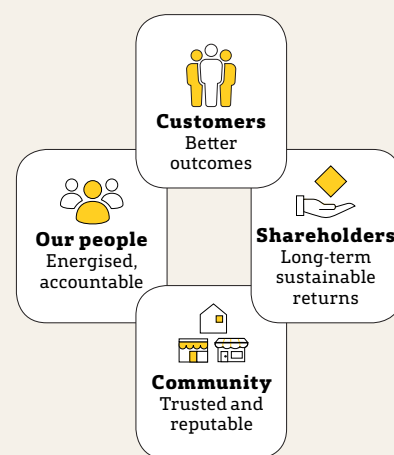 Customers
Better
outcomes
Our people
Energised,
accountable
Shareholders
Long-term
sustainable
returns
Community
Trusted and
reputable